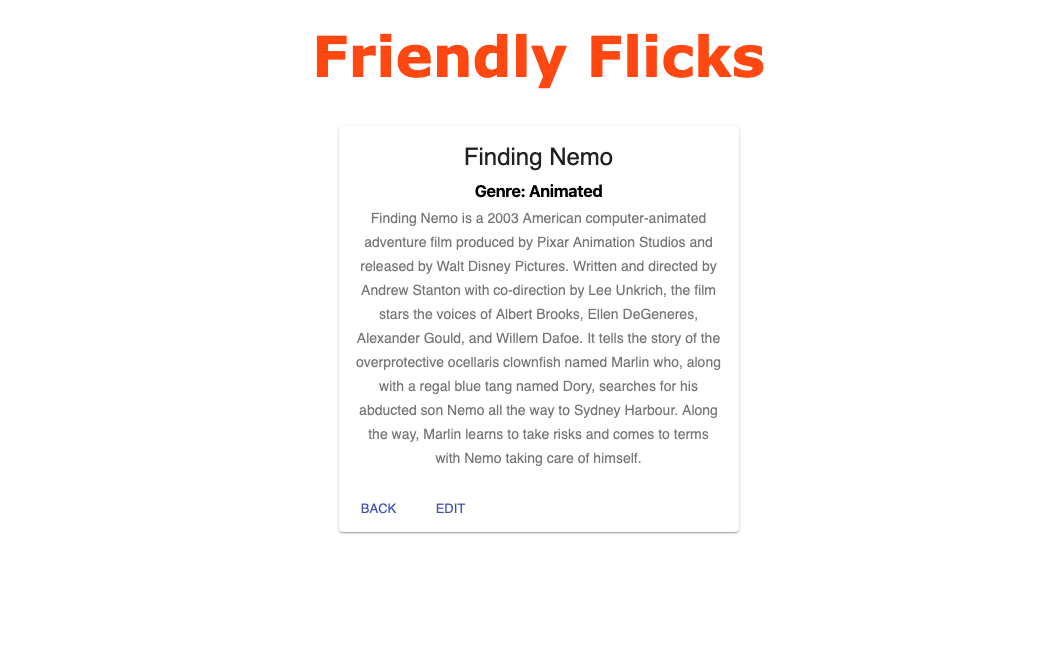 Friendly Flicks
Finding Nemo
Genre: Animated
Finding Nemo is a 2003 American computer-animated
adventure film produced by Pixar Animation Studios and
released by Walt Disney Pictures. Written and directed by
Andrew Stanton with co-direction by Lee Unkrich, the film
stars the voices of Albert Brooks, Ellen DeGeneres,
Alexander Gould, and Willem Dafoe. It tells the story of the
overprotective ocellaris clownfish named Marlin who, along
with a regal blue tang named Dory, searches for his
abducted son Nemo all the way to Sydney Harbour. Along
the way, Marlin learns to take risks and comes to terms
with Nemo taking care of himself.
BACK EDIT